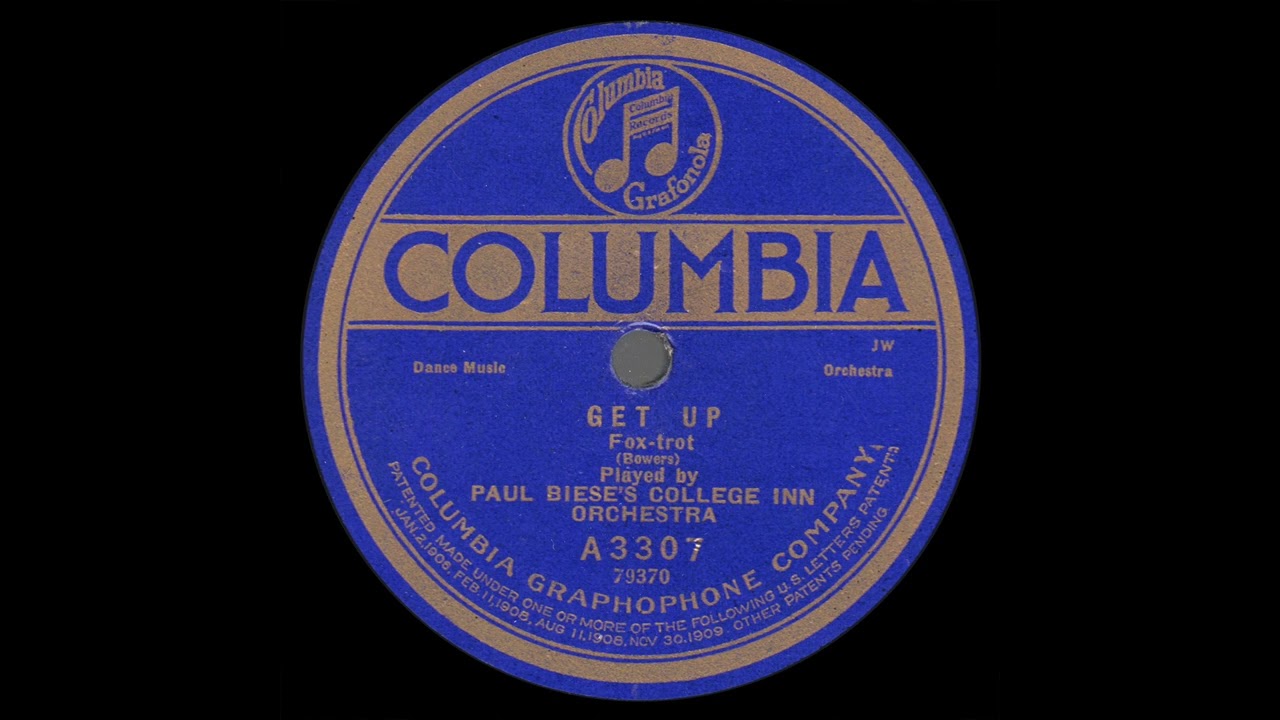 Columbia
Columbia
Records
Grafonola
COLUMBIA
JW
Dance Music
Orchestra
GET UP
Fox-trot
(Bowers)
Played by
PAUL BIESE'S COLLEGE INN
ORCHESTRA
A3307
79370
COLUMBIA GRAPHOPHONE COMPANY,
PATENTED MADE UNDER ONE OR MORE OF THE FOLLOWING U.S. LETTERS PATENTS
JAN. 2, 1906, FEB. 11, 1908, AUG 11, 1908, NOV 30, 1909. OTHER PATENTS PENDING